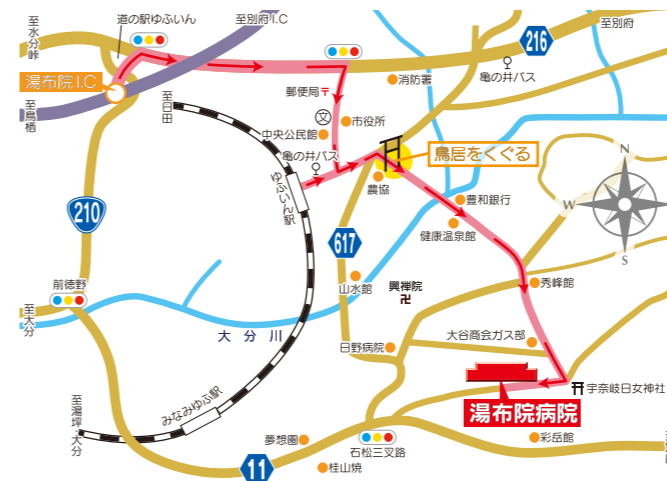 至水分峠
道の駅ゆふいん
至別府I.C
216
至別府
湯布院I.C
至鳥栖
至日田
郵便局〒
消防署
亀の井バス
文
市役所
中央公民館
亀の井バス
鳥居をくぐる
ゆふいん駅
農協
豊和銀行
健康温泉館
N
W
E
S
210
617
前徳野
至大分
山水館
興禅院
卍
秀峰館
大分川
日野病院
大谷商会ガス部
宇奈岐日女神社
湯布院病院
至湯坪・大分
みなみゆふ駅
夢想園
石松三叉路
彩岳館
11
桂山焼